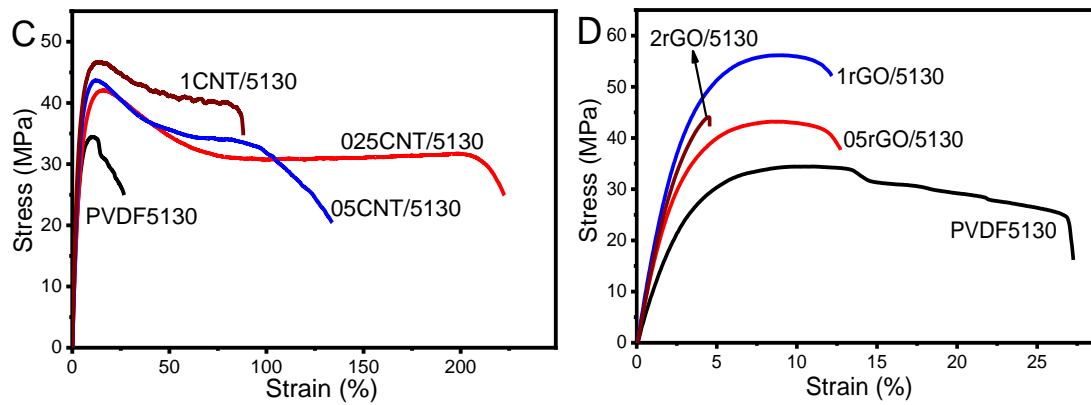 C
Stress (MPa)
50
40
30
20
10
0
1CNT/5130
025CNT/5130
05CNT/5130
PVDF5130
0
50
100
150
200
Strain (%)
D
Stress (MPa)
60
50
40
30
20
10
0
2rGO/5130
1rGO/5130
05rGO/5130
PVDF5130
0
5
10
15
20
25
Strain (%)